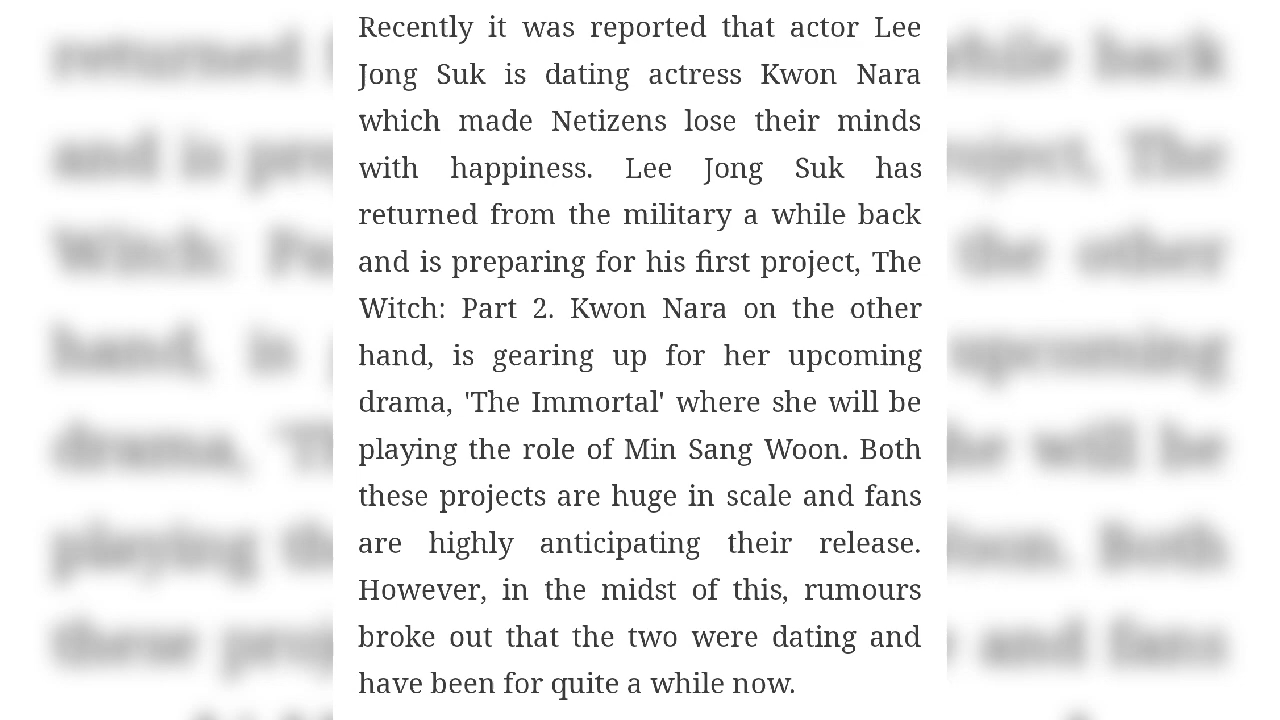 Recently it was reported that actor Lee
Jong Suk is dating actress Kwon Nara
which made Netizens lose their minds
with happiness. Lee Jong Suk has
returned from the military a while back
and is preparing for his first project, The
Witch: Part 2. Kwon Nara on the other
hand, is gearing up for her upcoming
drama, 'The Immortal' where she will be
playing the role of Min Sang Woon. Both
these projects are huge in scale and fans
are highly anticipating their release.
However, in the midst of this, rumours
broke out that the two were dating and
have been for quite a while now.